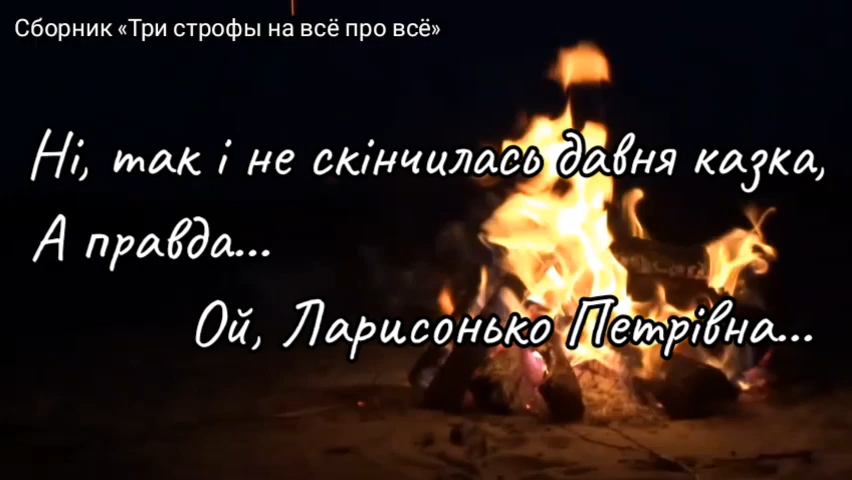 Сборник «Три строфы на всё про всё»
Ні, так і не скінчилась давня казка,
А правда...
Ой, Ларисонько Петрівна...